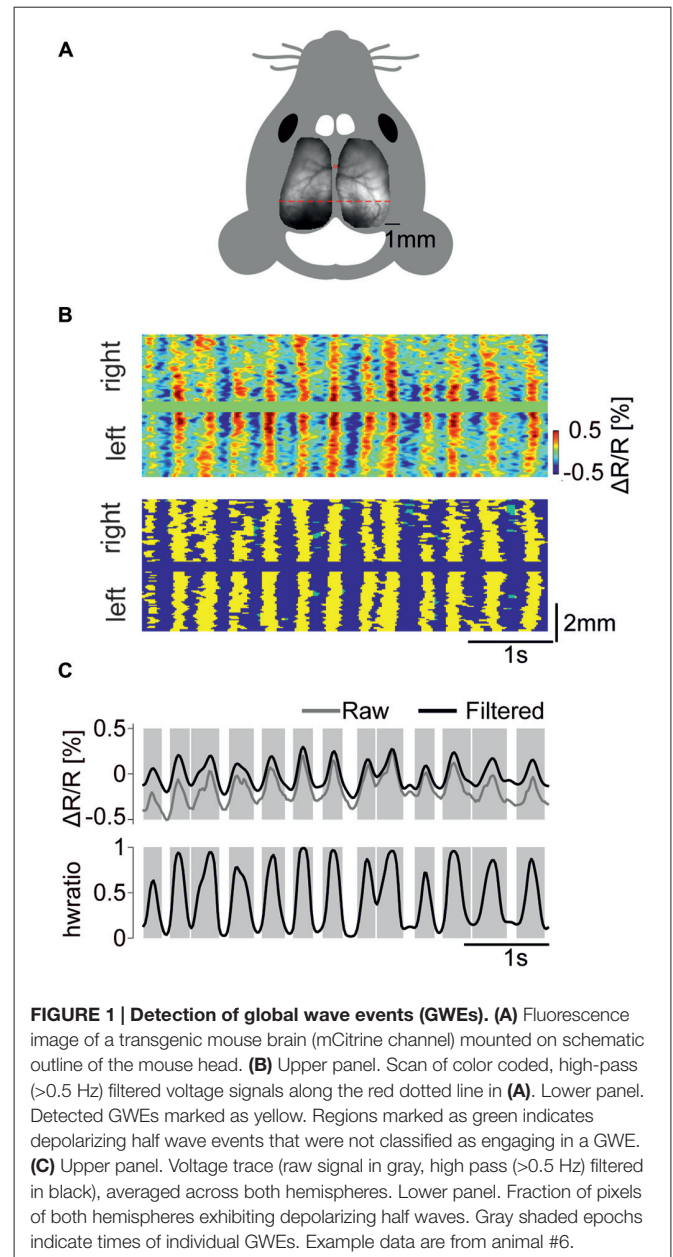 A
1mm
B
right
left
0.5
-0.5
ΔR/R [%]
right
left
2mm
1s
C
Raw
Filtered
ΔR/R [%]
0.5
0
-0.5
hwratio
1
0.5
0
1s
FIGURE 1 | Detection of global wave events (GWEs). (A) Fluorescence
image of a transgenic mouse brain (mCitrine channel) mounted on schematic
outline of the mouse head. (B) Upper panel. Scan of color coded, high-pass
(>0.5 Hz) filtered voltage signals along the red dotted line in (A). Lower panel.
Detected GWEs marked as yellow. Regions marked as green indicates
depolarizing half wave events that were not classified as engaging in a GWE.
(C) Upper panel. Voltage trace (raw signal in gray, high pass (>0.5 Hz) filtered
in black), averaged across both hemispheres. Lower panel. Fraction of pixels
of both hemispheres exhibiting depolarizing half waves. Gray shaded epochs
indicate times of individual GWEs. Example data are from animal #6.